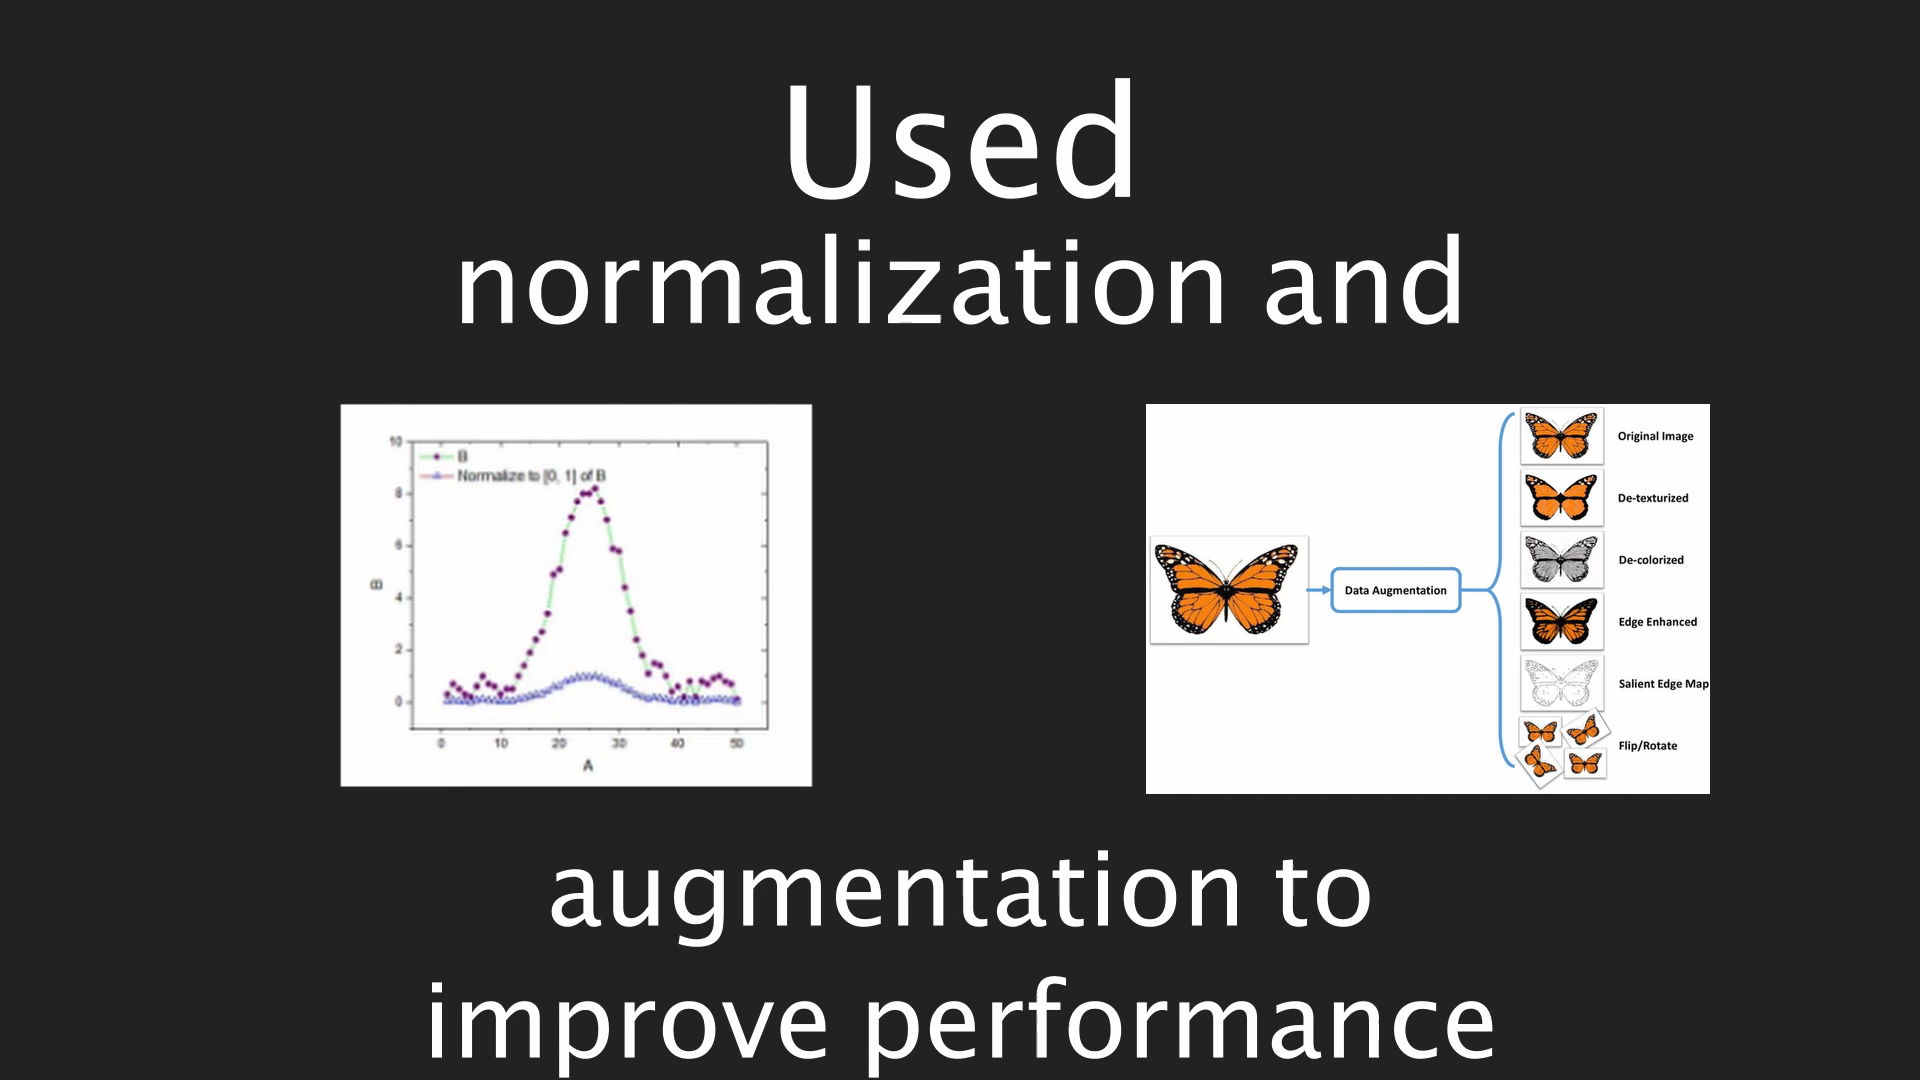 Used
normalization and
10
8
6
4
2
0
B
B
Normalize to [0, 1] of B
0 10 20 30 40 50
A
Data Augmentation
Original Image
De-texturized
De-colorized
Edge Enhanced
Salient Edge Map
Flip/Rotate
augmentation to
improve performance